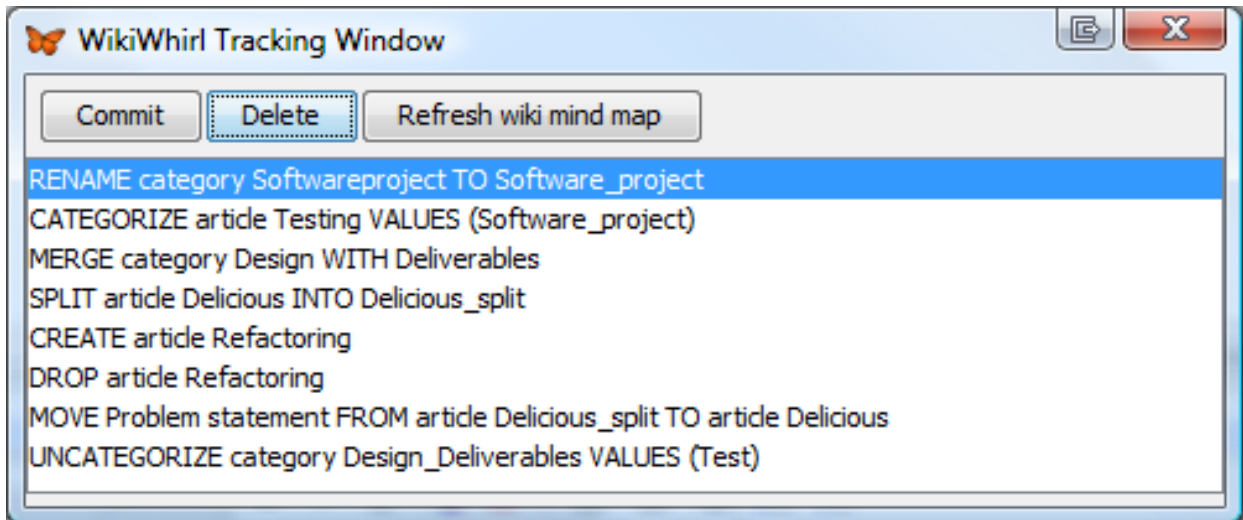 WikiWhirl Tracking Window
Commit Delete Refresh wiki mind map
RENAME category Softwareproject TO Software_project
CATEGORIZE article Testing VALUES (Software_project)
MERGE category Design WITH Deliverables
SPLIT article Delicious INTO Delicious_split
CREATE article Refactoring
DROP article Refactoring
MOVE Problem statement FROM article Delicious_split TO article Delicious
UNCATEGORIZE category Design_Deliverables VALUES (Test)